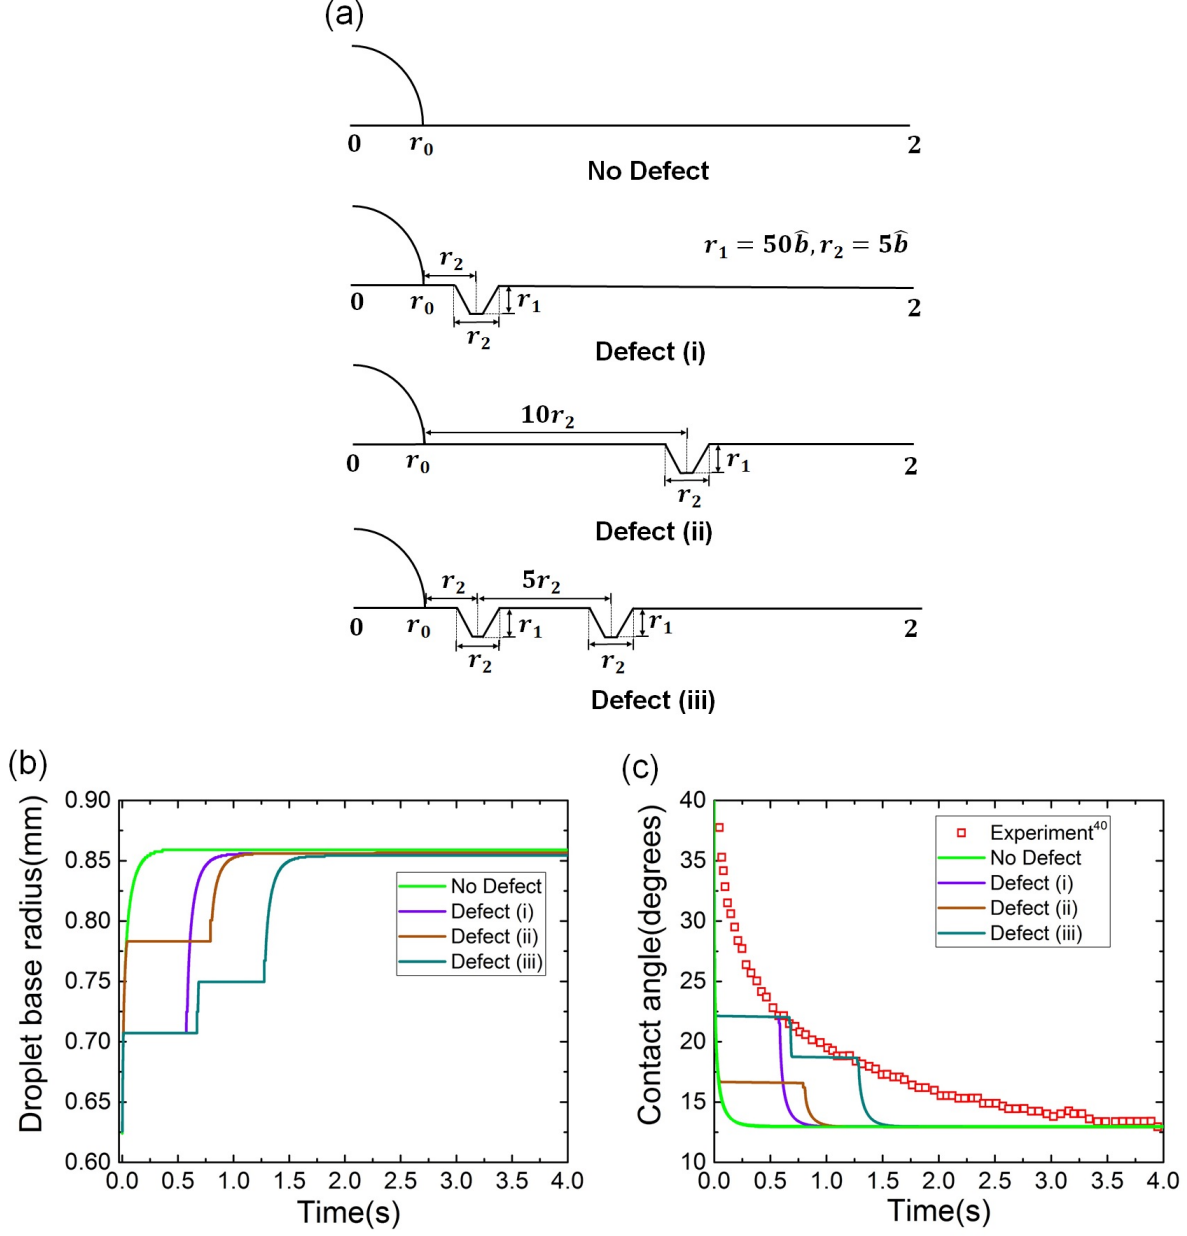 (a)
0 r₀ 2
No Defect
r₁ = 50b̂, r₂ = 5b̂
r₂
0 r₀ r₁ 2
r₂
Defect (i)
10r₂
0 r₀ r₁ 2
r₂
Defect (ii)
r₂ 5r₂
0 r₀ r₁ r₁ 2
r₂ r₂
Defect (iii)
(b)
Droplet base radius(mm)
0.90
0.85
0.80
0.75
0.70
0.65
0.60
No Defect
Defect (i)
Defect (ii)
Defect (iii)
0.0 0.5 1.0 1.5 2.0 2.5 3.0 3.5 4.0
Time(s)
(c)
Contact angle(degrees)
40
35
30
25
20
15
10
Experiment⁴⁰
No Defect
Defect (i)
Defect (ii)
Defect (iii)
0.0 0.5 1.0 1.5 2.0 2.5 3.0 3.5 4.0
Time(s)